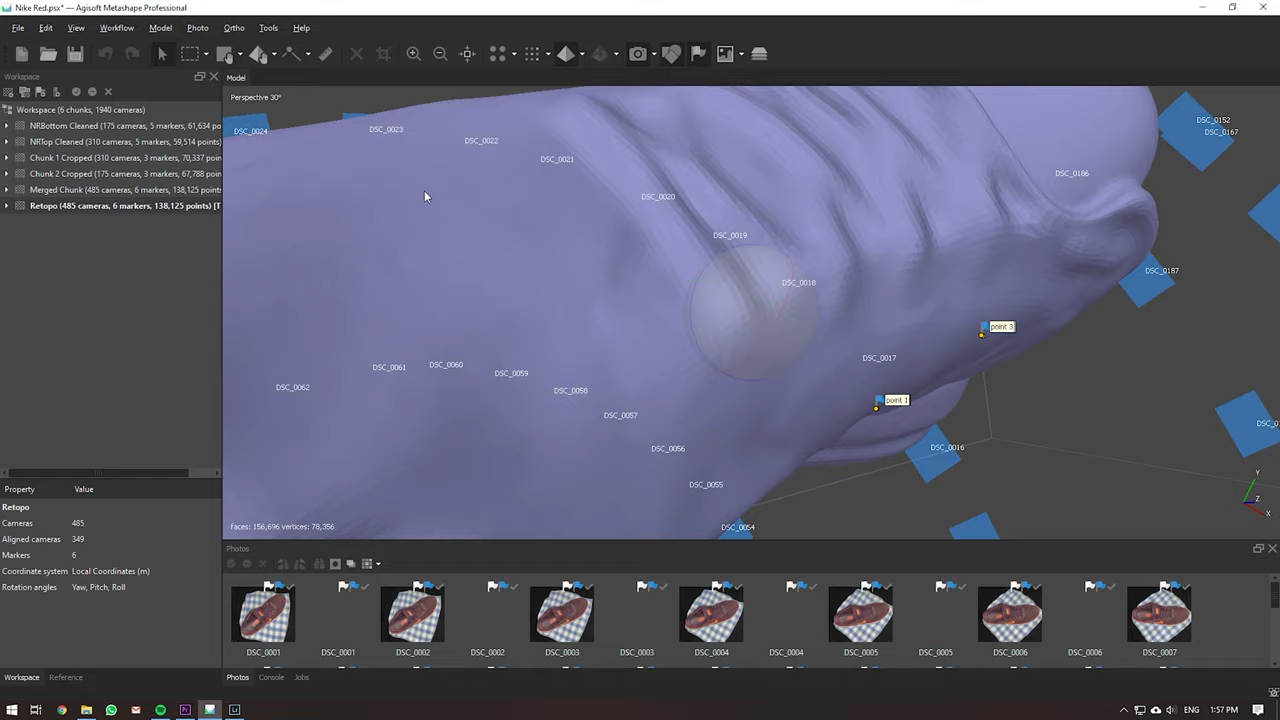 Nike Red.psx* — Agisoft Metashape Professional
File Edit View Workflow Model Photo Ortho Tools Help
Workspace
Workspace (6 chunks, 1940 cameras)
NRBottom Cleaned (175 cameras, 5 markers, 61,634 poi
NRTop Cleaned (310 cameras, 5 markers, 59,514 points
Chunk 1 Cropped (310 cameras, 3 markers, 70,337 poin
Chunk 2 Cropped (175 cameras, 3 markers, 67,788 poin
Merged Chunk (485 cameras, 6 markers, 138,125 points
Retopo (485 cameras, 6 markers, 138,125 points) [T
Property Value
Retopo
Cameras 485
Aligned cameras 349
Markers 6
Coordinate system Local Coordinates (m)
Rotation angles Yaw, Pitch, Roll
Workspace Reference
Model
Perspective 30°
DSC_0024
DSC_0023
DSC_0022
DSC_0021
DSC_0020
DSC_0019
DSC_0018
DSC_0152
DSC_0167
DSC_0186
DSC_0187
point 3
DSC_0017
point 1
DSC_0062
DSC_0061
DSC_0060
DSC_0059
DSC_0058
DSC_0057
DSC_0056
DSC_0055
DSC_0054
DSC_0016
Y
Z
X
faces: 156,696 vertices: 78,356
Photos
DSC_0001 DSC_0001 DSC_0002 DSC_0002 DSC_0003 DSC_0003 DSC_0004 DSC_0004 DSC_0005 DSC_0005 DSC_0006 DSC_0006 DSC_0007
Photos Console Jobs
ENG 1:57 PM